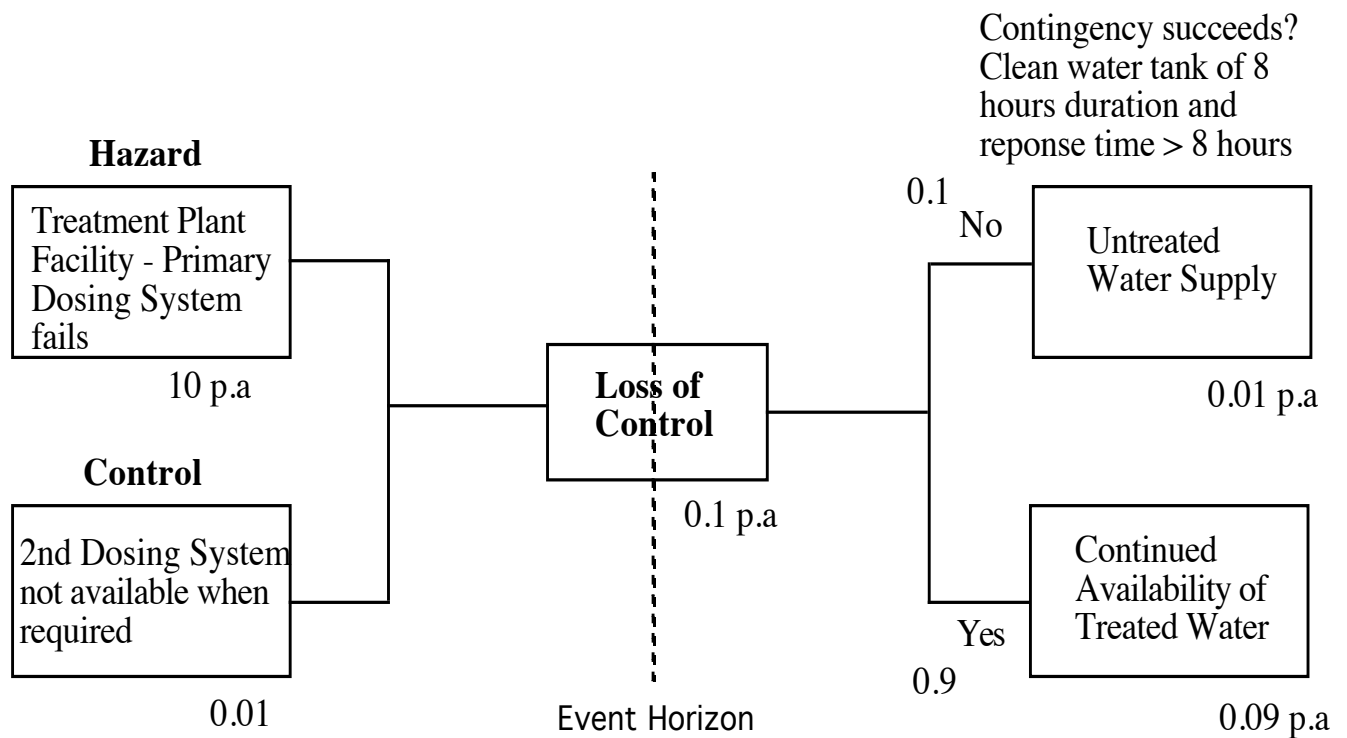 Contingency succeeds?
Clean water tank of 8
hours duration and
reponse time > 8 hours
Hazard
Treatment Plant
Facility - Primary
Dosing System
fails
10 p.a
Control
2nd Dosing System
not available when
required
0.01
Loss of
Control
0.1 p.a
Event Horizon
0.1
No
Untreated
Water Supply
0.01 p.a
Yes
0.9
Continued
Availability of
Treated Water
0.09 p.a